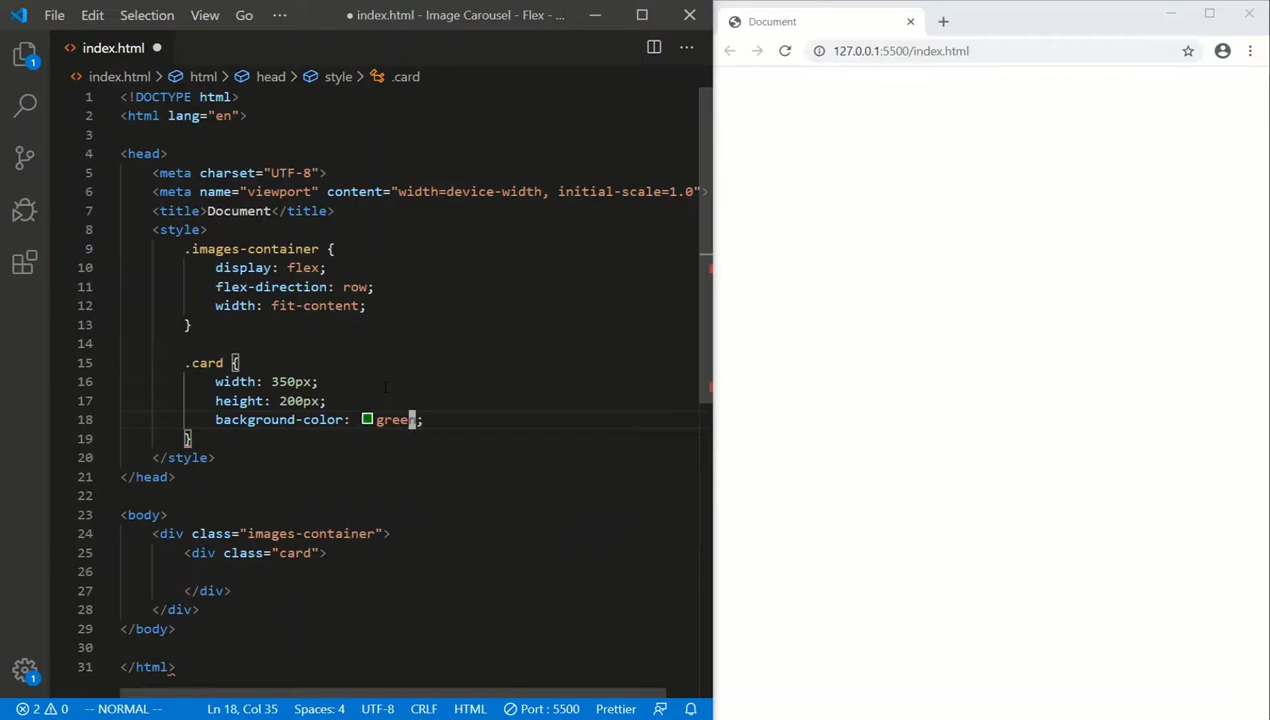 File Edit Selection View Go ··· ● index.html - Image Carousel - Flex - ...
Document
index.html
127.0.0.1:5500/index.html
index.html > html > head > style > .card
1 <!DOCTYPE html>
2 <html lang="en">
3
4 <head>
5 <meta charset="UTF-8">
6 <meta name="viewport" content="width=device-width, initial-scale=1.0">
7 <title>Document</title>
8 <style>
9 .images-container {
10 display: flex;
11 flex-direction: row;
12 width: fit-content;
13 }
14
15 .card {
16 width: 350px;
17 height: 200px;
18 background-color: green;
19 }
20 </style>
21 </head>
22
23 <body>
24 <div class="images-container">
25 <div class="card">
26
27 </div>
28 </div>
29 </body>
30
31 </html>
1
1
2 0 -- NORMAL -- Ln 18, Col 35 Spaces: 4 UTF-8 CRLF HTML Port : 5500 Prettier